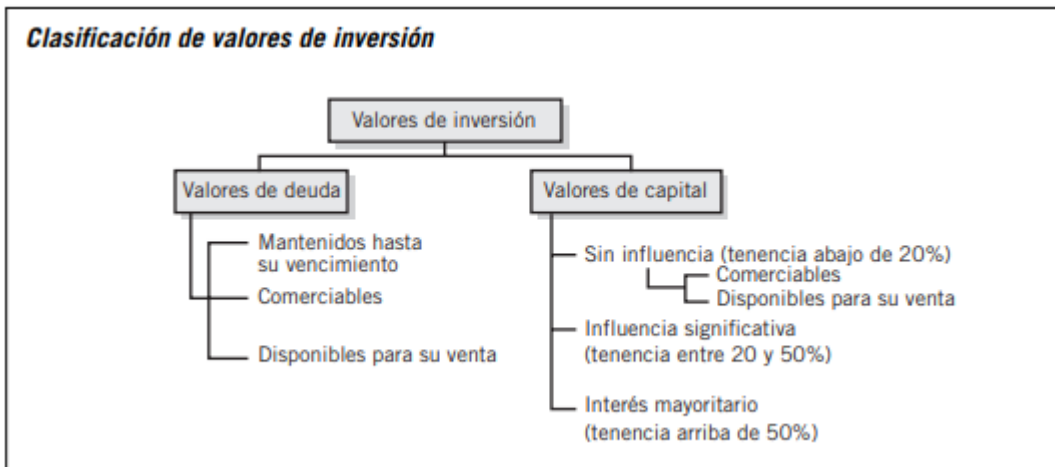 Clasificación de valores de inversión
Valores de inversión
Valores de deuda
Mantenidos hasta
su vencimiento
Comerciables
Disponibles para su venta
Valores de capital
Sin influencia (tenencia abajo de 20%)
Comerciables
Disponibles para su venta
Influencia significativa
(tenencia entre 20 y 50%)
Interés mayoritario
(tenencia arriba de 50%)